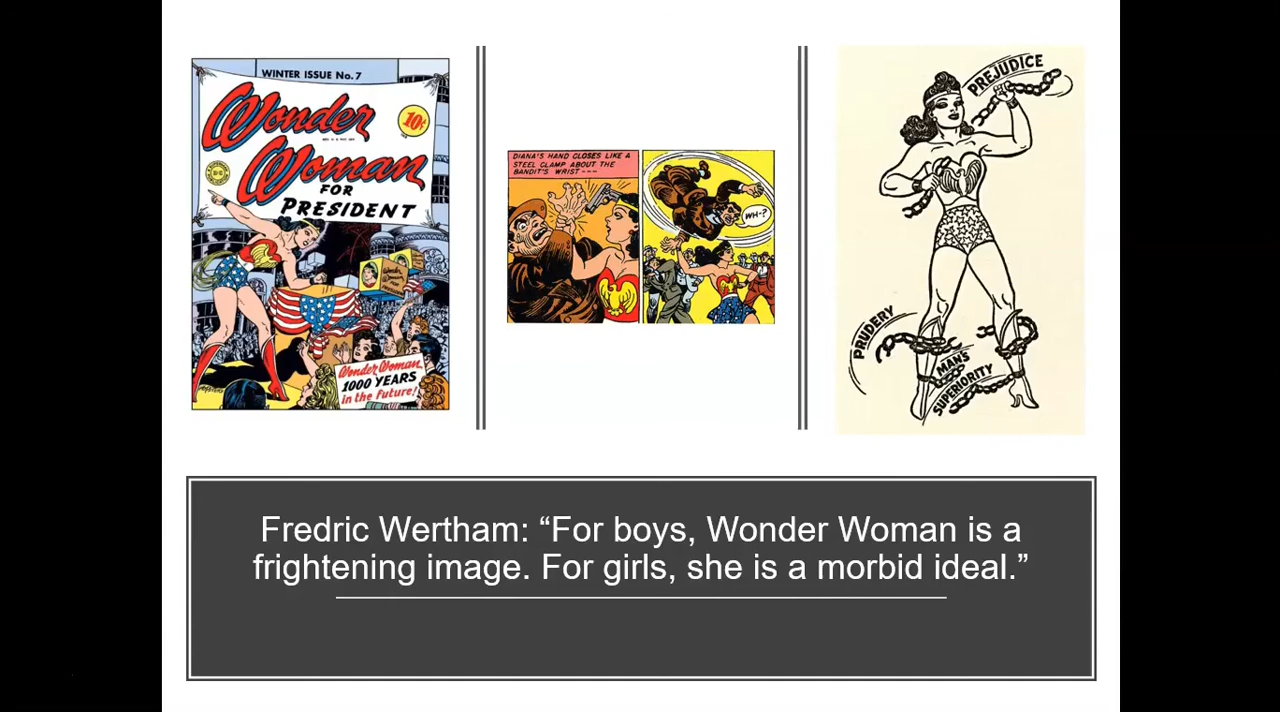 WINTER ISSUE No. 7
Wonder
Woman
10¢
FOR
PRESIDENT
Wonder Woman
1000 YEARS
in the future!
DIANA'S HAND CLOSES LIKE A
STEEL CLAMP ABOUT THE
BANDIT'S WRIST---
WH-?
PREJUDICE
PRUDERY
MAN'S
SUPERIORITY
Fredric Wertham: “For boys, Wonder Woman is a
frightening image. For girls, she is a morbid ideal.”